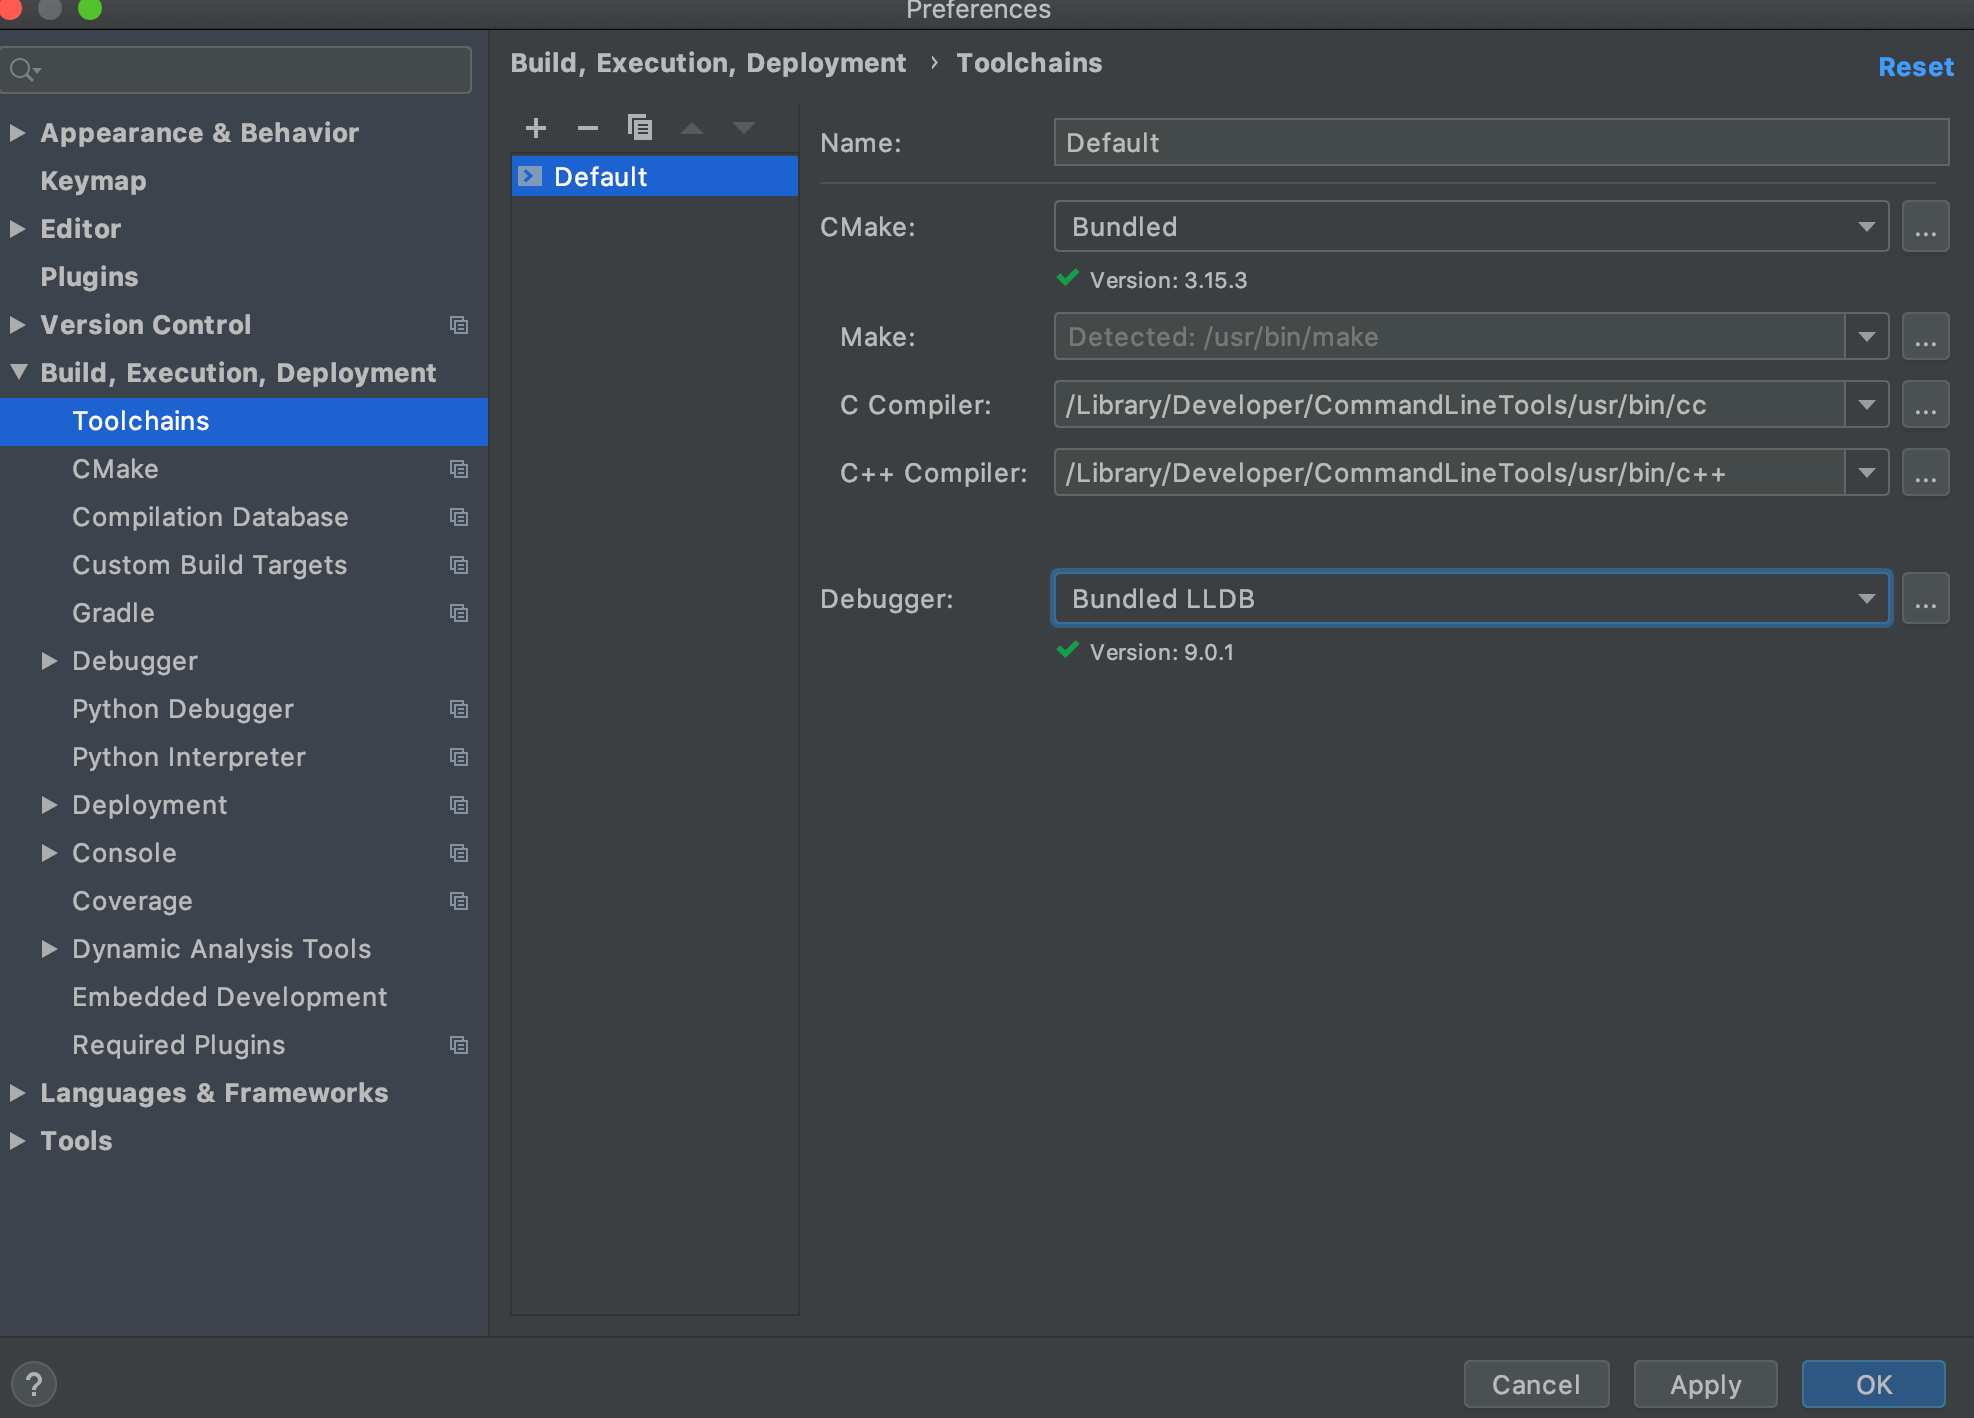 Preferences
Appearance & Behavior
Keymap
Editor
Plugins
Version Control
Build, Execution, Deployment
Toolchains
CMake
Compilation Database
Custom Build Targets
Gradle
Debugger
Python Debugger
Python Interpreter
Deployment
Console
Coverage
Dynamic Analysis Tools
Embedded Development
Required Plugins
Languages & Frameworks
Tools
Build, Execution, Deployment › Toolchains
Reset
Default
Name: Default
CMake: Bundled ...
Version: 3.15.3
Make: Detected: /usr/bin/make ...
C Compiler: /Library/Developer/CommandLineTools/usr/bin/cc ...
C++ Compiler: /Library/Developer/CommandLineTools/usr/bin/c++ ...
Debugger: Bundled LLDB ...
Version: 9.0.1
?
Cancel
Apply
OK